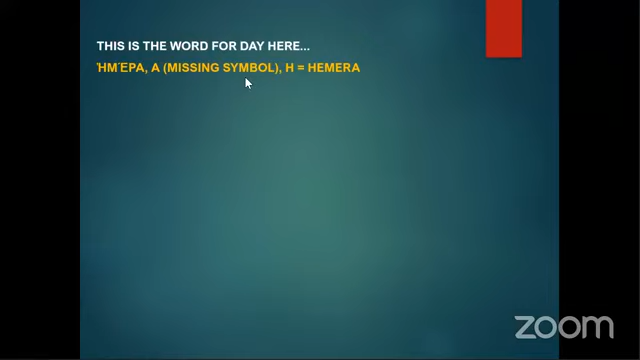 THIS IS THE WORD FOR DAY HERE...
ἩΜΈΡΑ, Α (MISSING SYMBOL), Η = HEMERA
zoom